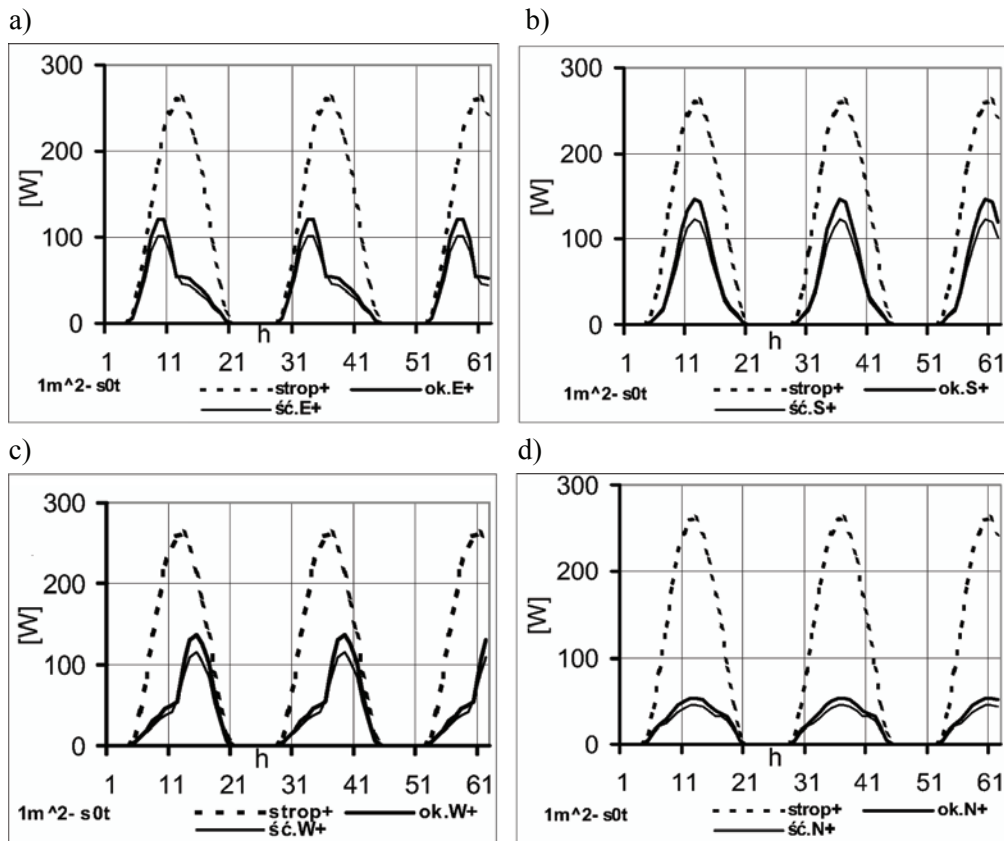 a)
300
200
100
0
[W]
1 11 21 31 41 51 61
h
1m^2- s0t
strop+ ok.E+
ść.E+
b)
300
200
100
0
[W]
1 11 21 31 41 51 61
h
1m^2- s0t
strop+ ok.S+
ść.S+
c)
300
200
100
0
[W]
1 11 21 31 41 51 61
h
1m^2- s0t
strop+ ok.W+
ść.W+
d)
300
200
100
0
[W]
1 11 21 31 41 51 61
h
1m^2- s0t
strop+ ok.N+
ść.N+